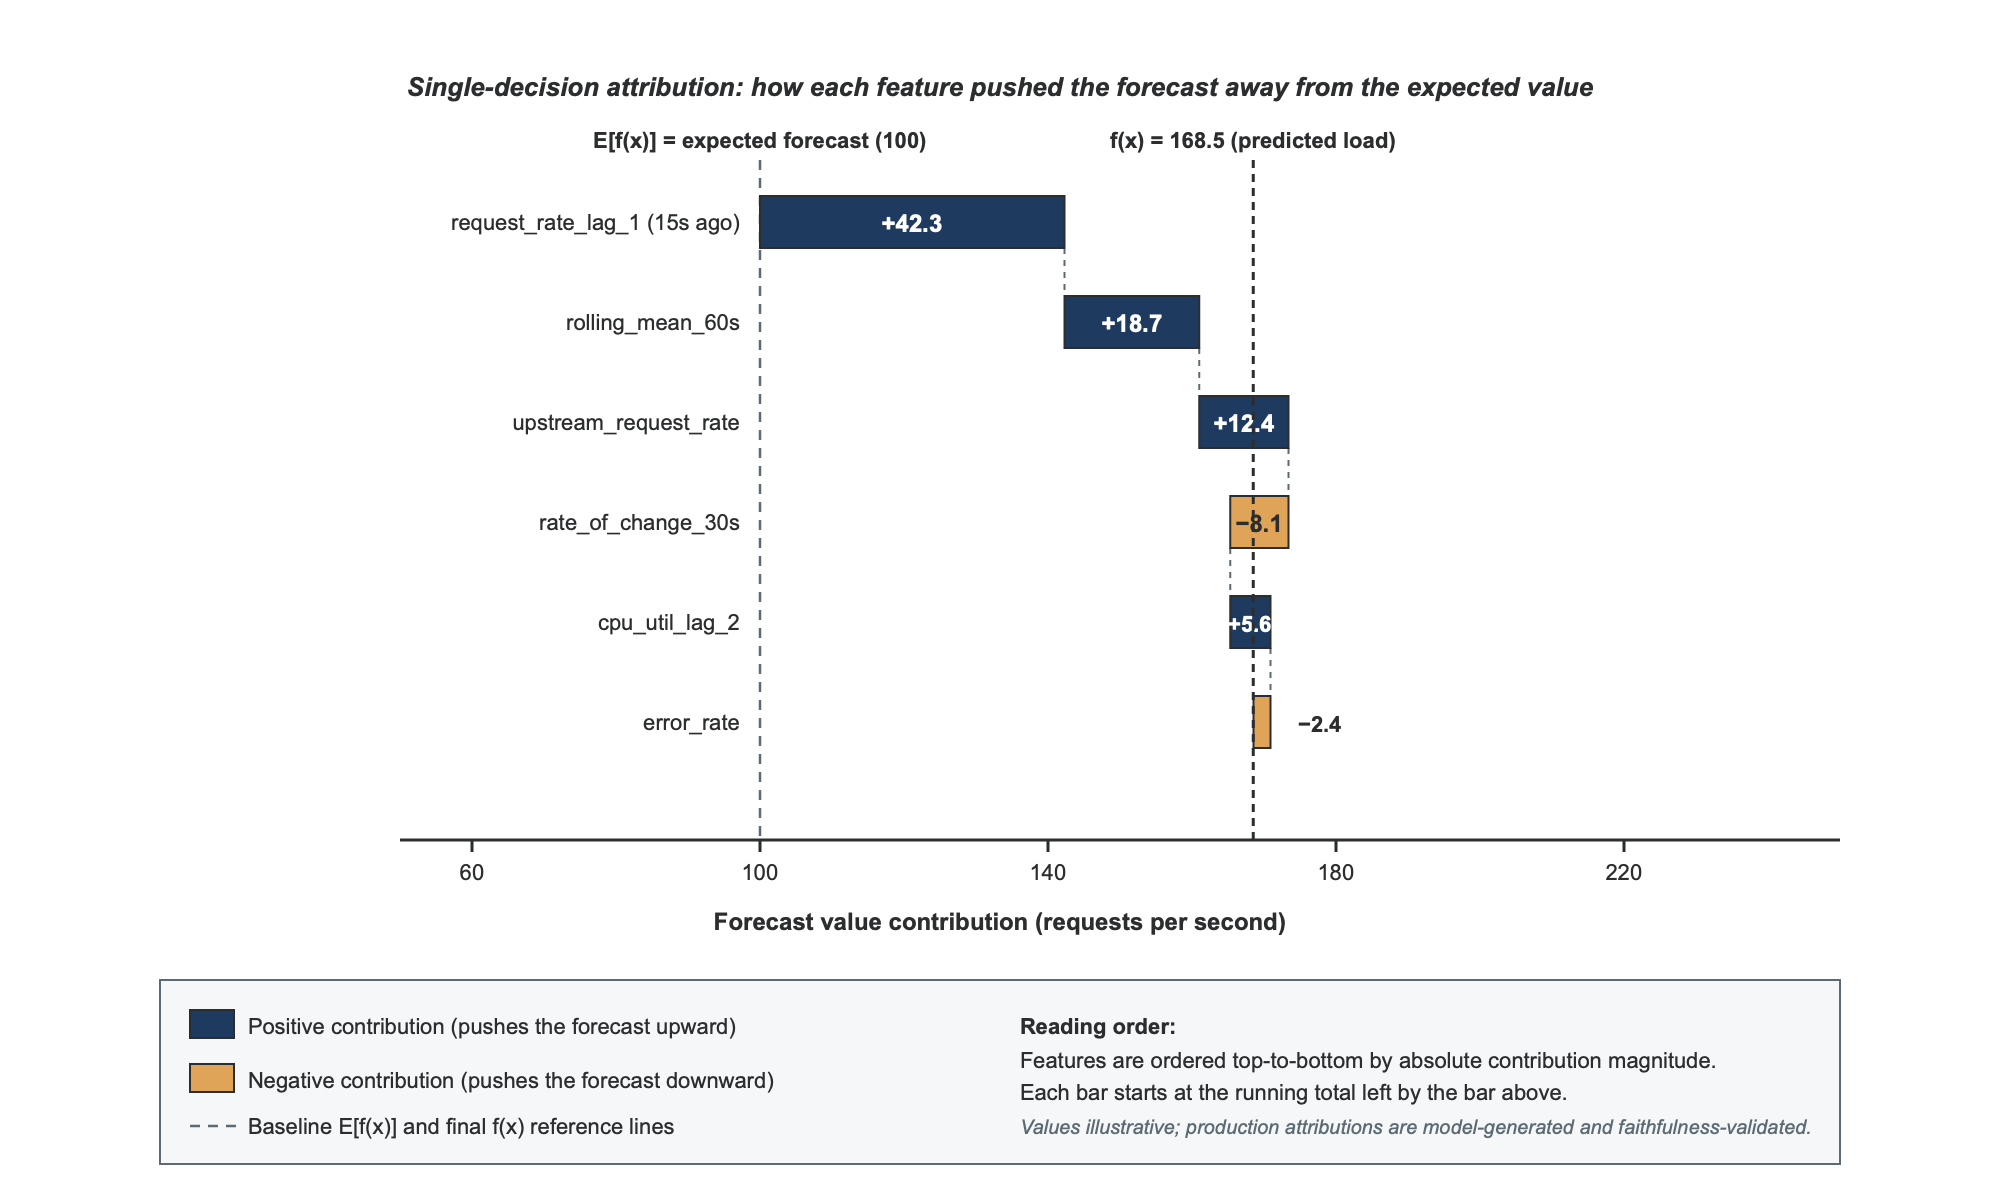 Single-decision attribution: how each feature pushed the forecast away from the expected value
E[f(x)] = expected forecast (100)
f(x) = 168.5 (predicted load)
request_rate_lag_1 (15s ago)
+42.3
rolling_mean_60s
+18.7
upstream_request_rate
+12.4
rate_of_change_30s
−8.1
cpu_util_lag_2
+5.6
error_rate
−2.4
60
100
140
180
220
Forecast value contribution (requests per second)
Positive contribution (pushes the forecast upward)
Negative contribution (pushes the forecast downward)
Baseline E[f(x)] and final f(x) reference lines
Reading order:
Features are ordered top-to-bottom by absolute contribution magnitude.
Each bar starts at the running total left by the bar above.
Values illustrative; production attributions are model-generated and faithfulness-validated.